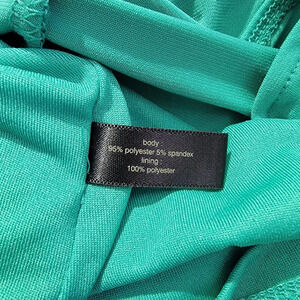 body :
95% polyester 5% spandex
lining :
100% polyester